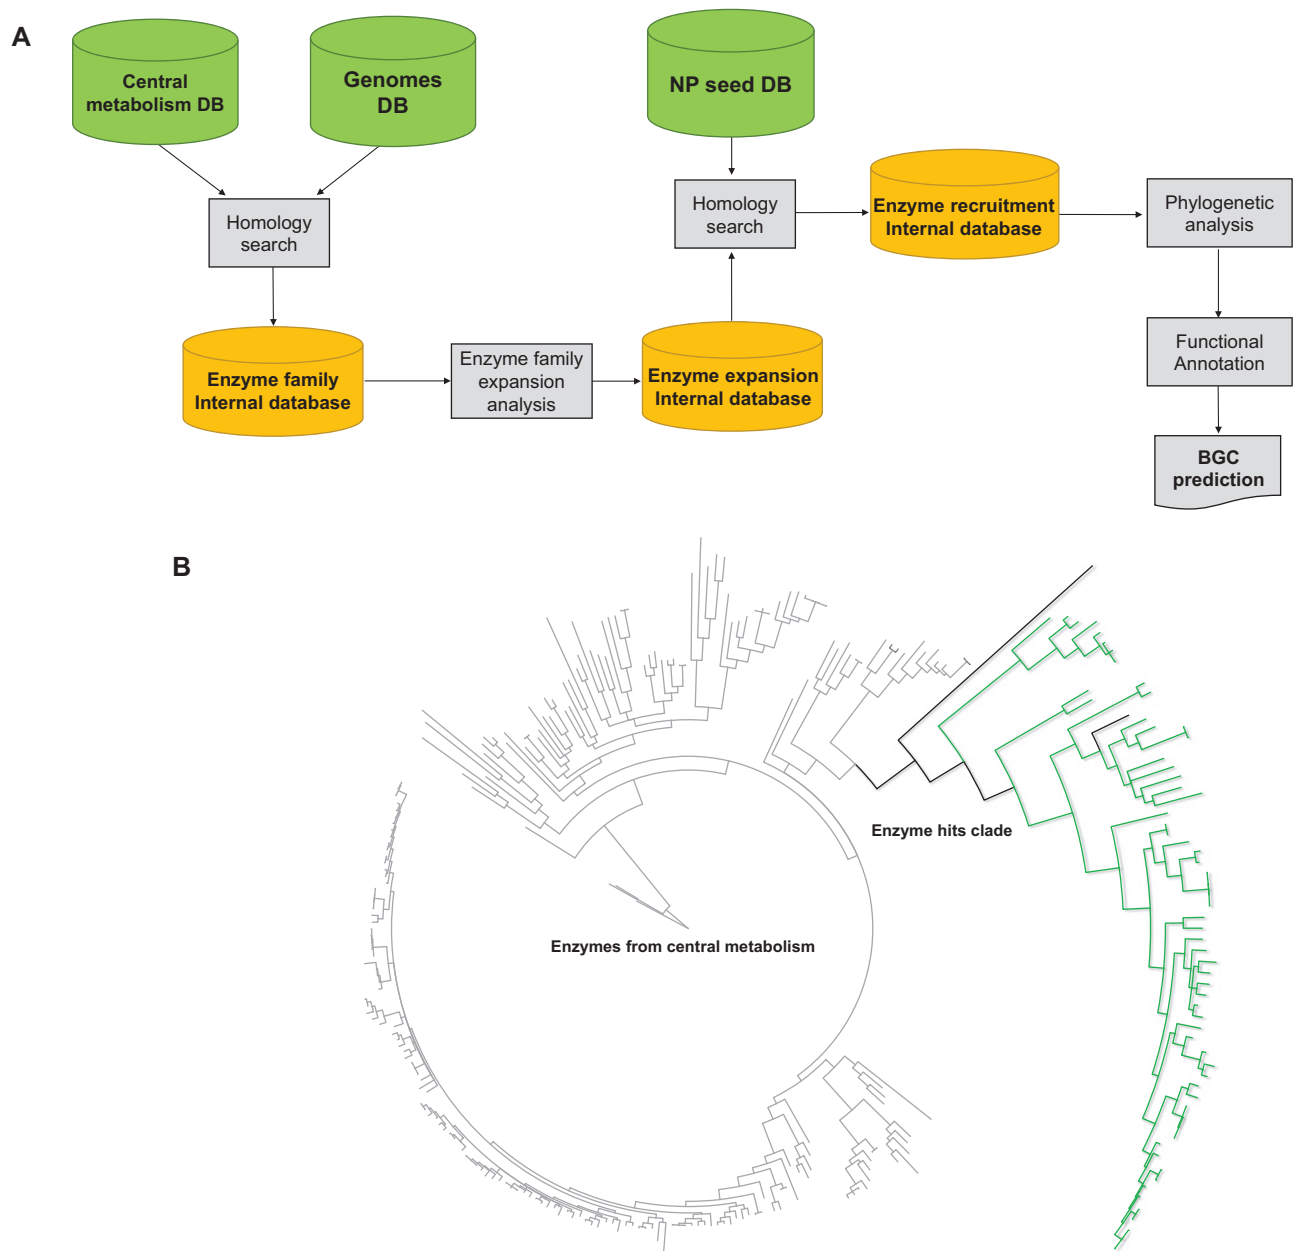 A
Central
metabolism DB
Genomes
DB
NP seed DB
Homology
search
Homology
search
Enzyme recruitment
Internal database
Phylogenetic
analysis
Enzyme family
Internal database
Enzyme family
expansion
analysis
Enzyme expansion
Internal database
Functional
Annotation
BGC
prediction
B
Enzyme hits clade
Enzymes from central metabolism